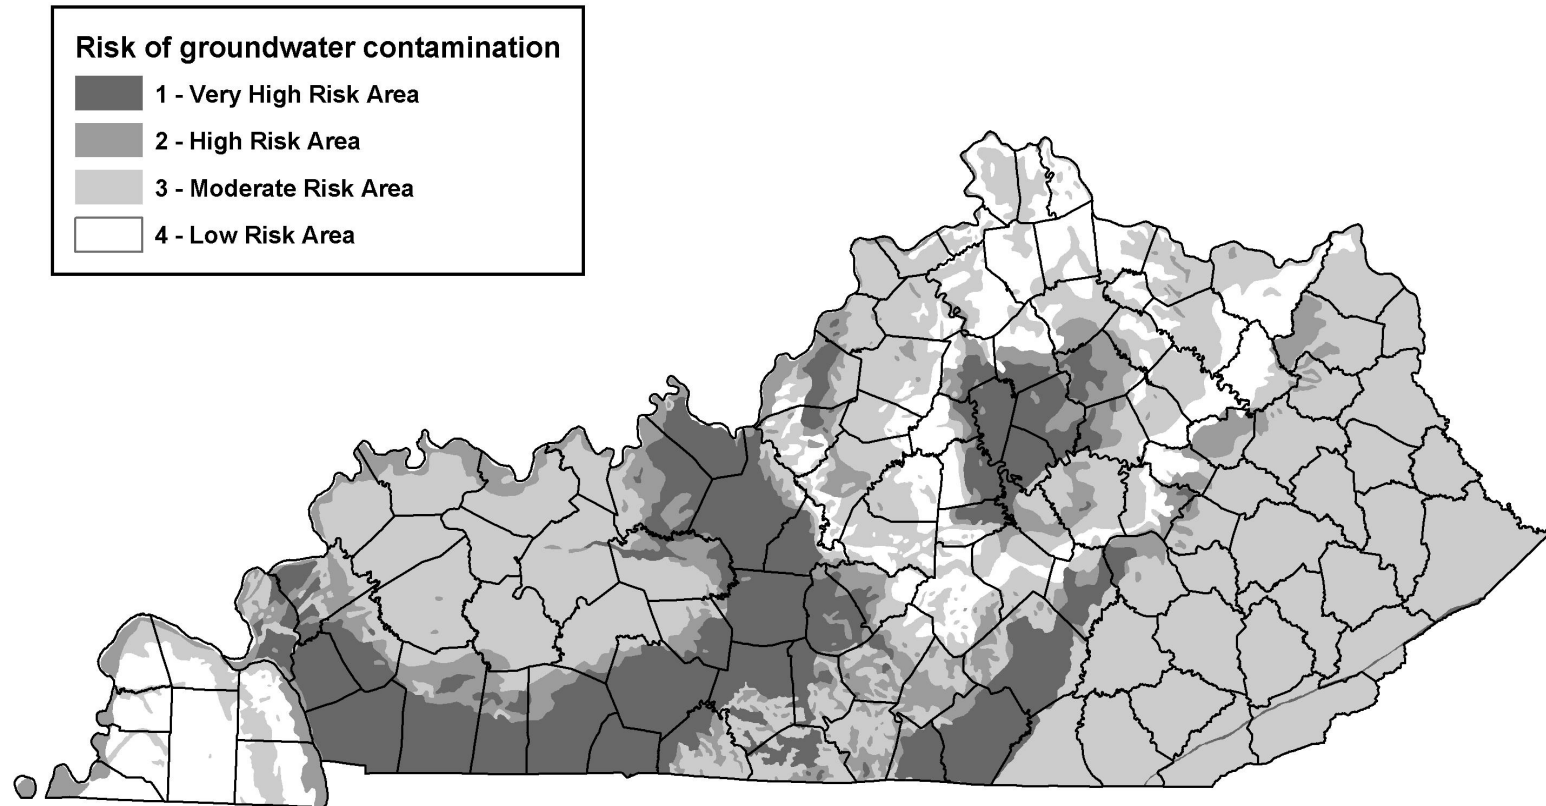 Risk of groundwater contamination
1 - Very High Risk Area
2 - High Risk Area
3 - Moderate Risk Area
4 - Low Risk Area